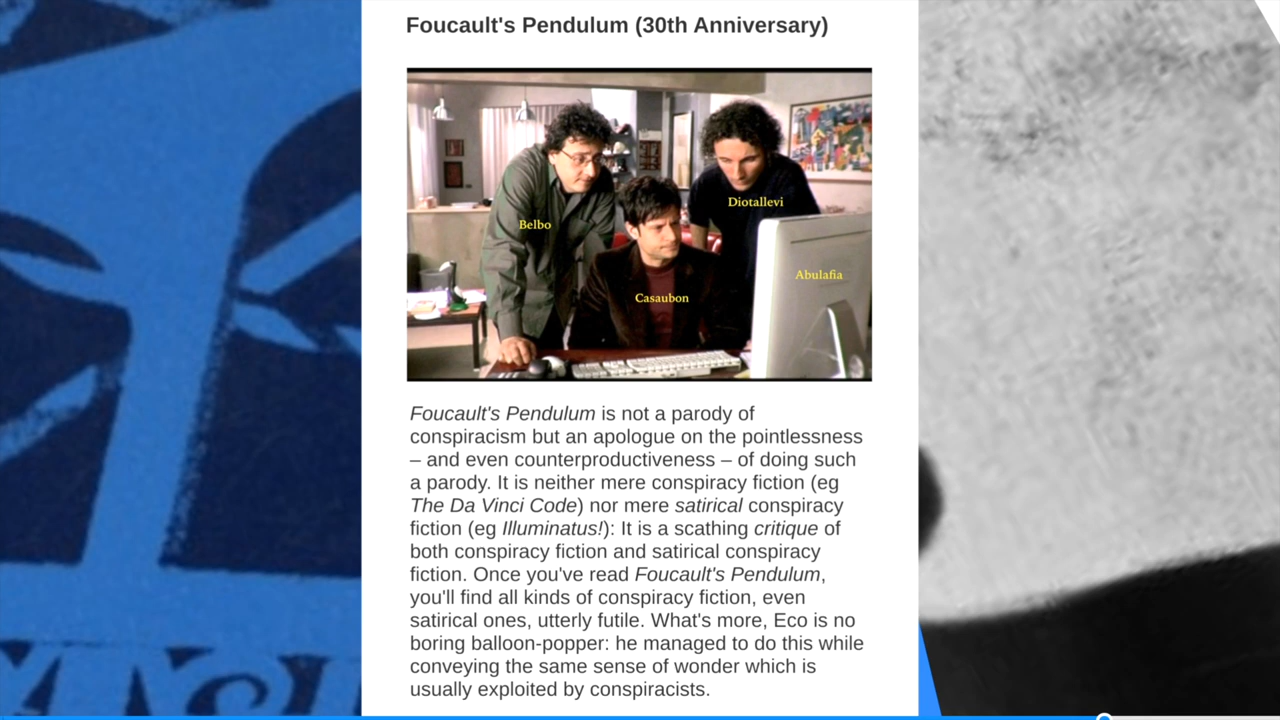 Foucault's Pendulum (30th Anniversary)
Belbo
Diotallevi
Abulafia
Casaubon
Foucault's Pendulum is not a parody of
conspiracism but an apologue on the pointlessness
– and even counterproductiveness – of doing such
a parody. It is neither mere conspiracy fiction (eg
The Da Vinci Code) nor mere satirical conspiracy
fiction (eg Illuminatus!): It is a scathing critique of
both conspiracy fiction and satirical conspiracy
fiction. Once you've read Foucault's Pendulum,
you'll find all kinds of conspiracy fiction, even
satirical ones, utterly futile. What's more, Eco is no
boring balloon-popper: he managed to do this while
conveying the same sense of wonder which is
usually exploited by conspiracists.